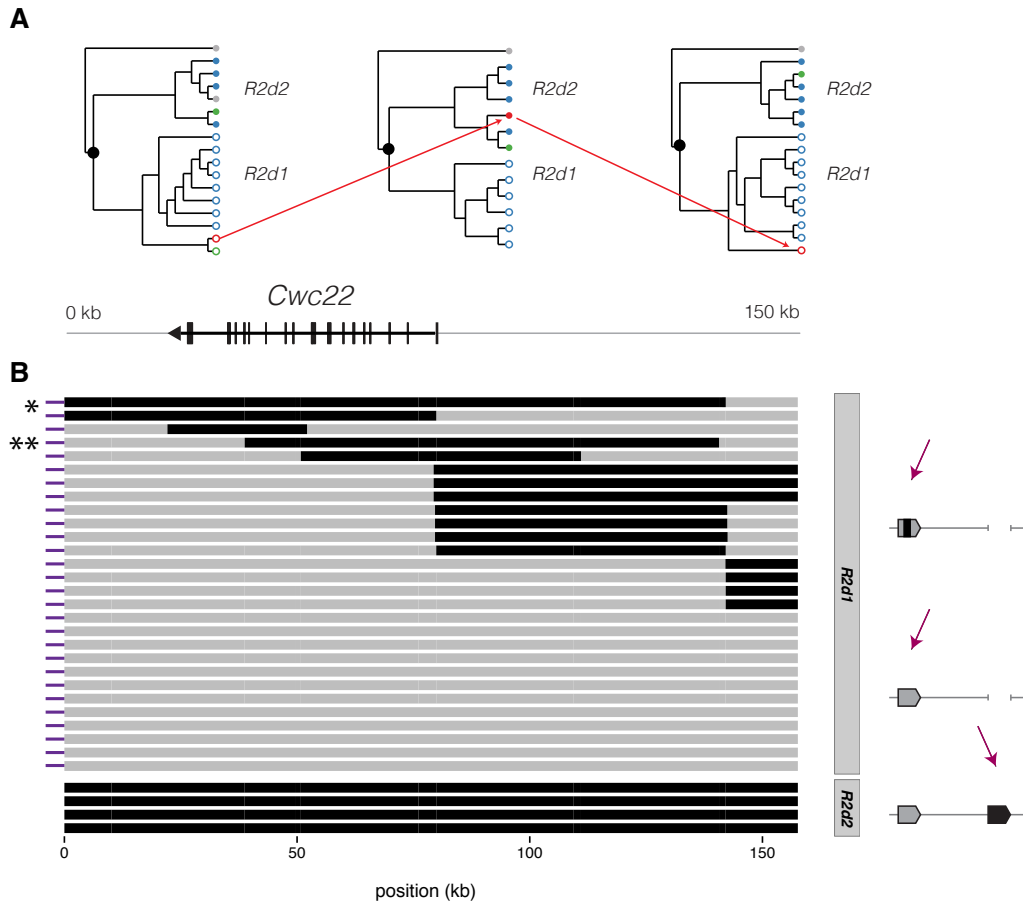 A
R2d2
R2d1
R2d2
R2d1
R2d2
R2d1
Cwc22
0 kb
150 kb
B
*
**
R2d1
R2d2
0
50
100
150
position (kb)